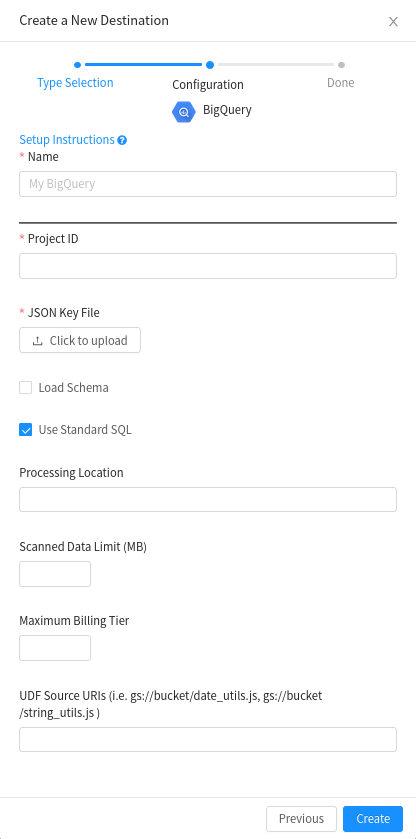 Create a New Destination
Type Selection
Configuration
Done
BigQuery
Setup Instructions
* Name
My BigQuery
* Project ID
* JSON Key File
Click to upload
Load Schema
Use Standard SQL
Processing Location
Scanned Data Limit (MB)
Maximum Billing Tier
UDF Source URIs (i.e. gs://bucket/date_utils.js, gs://bucket
/string_utils.js )
Previous
Create